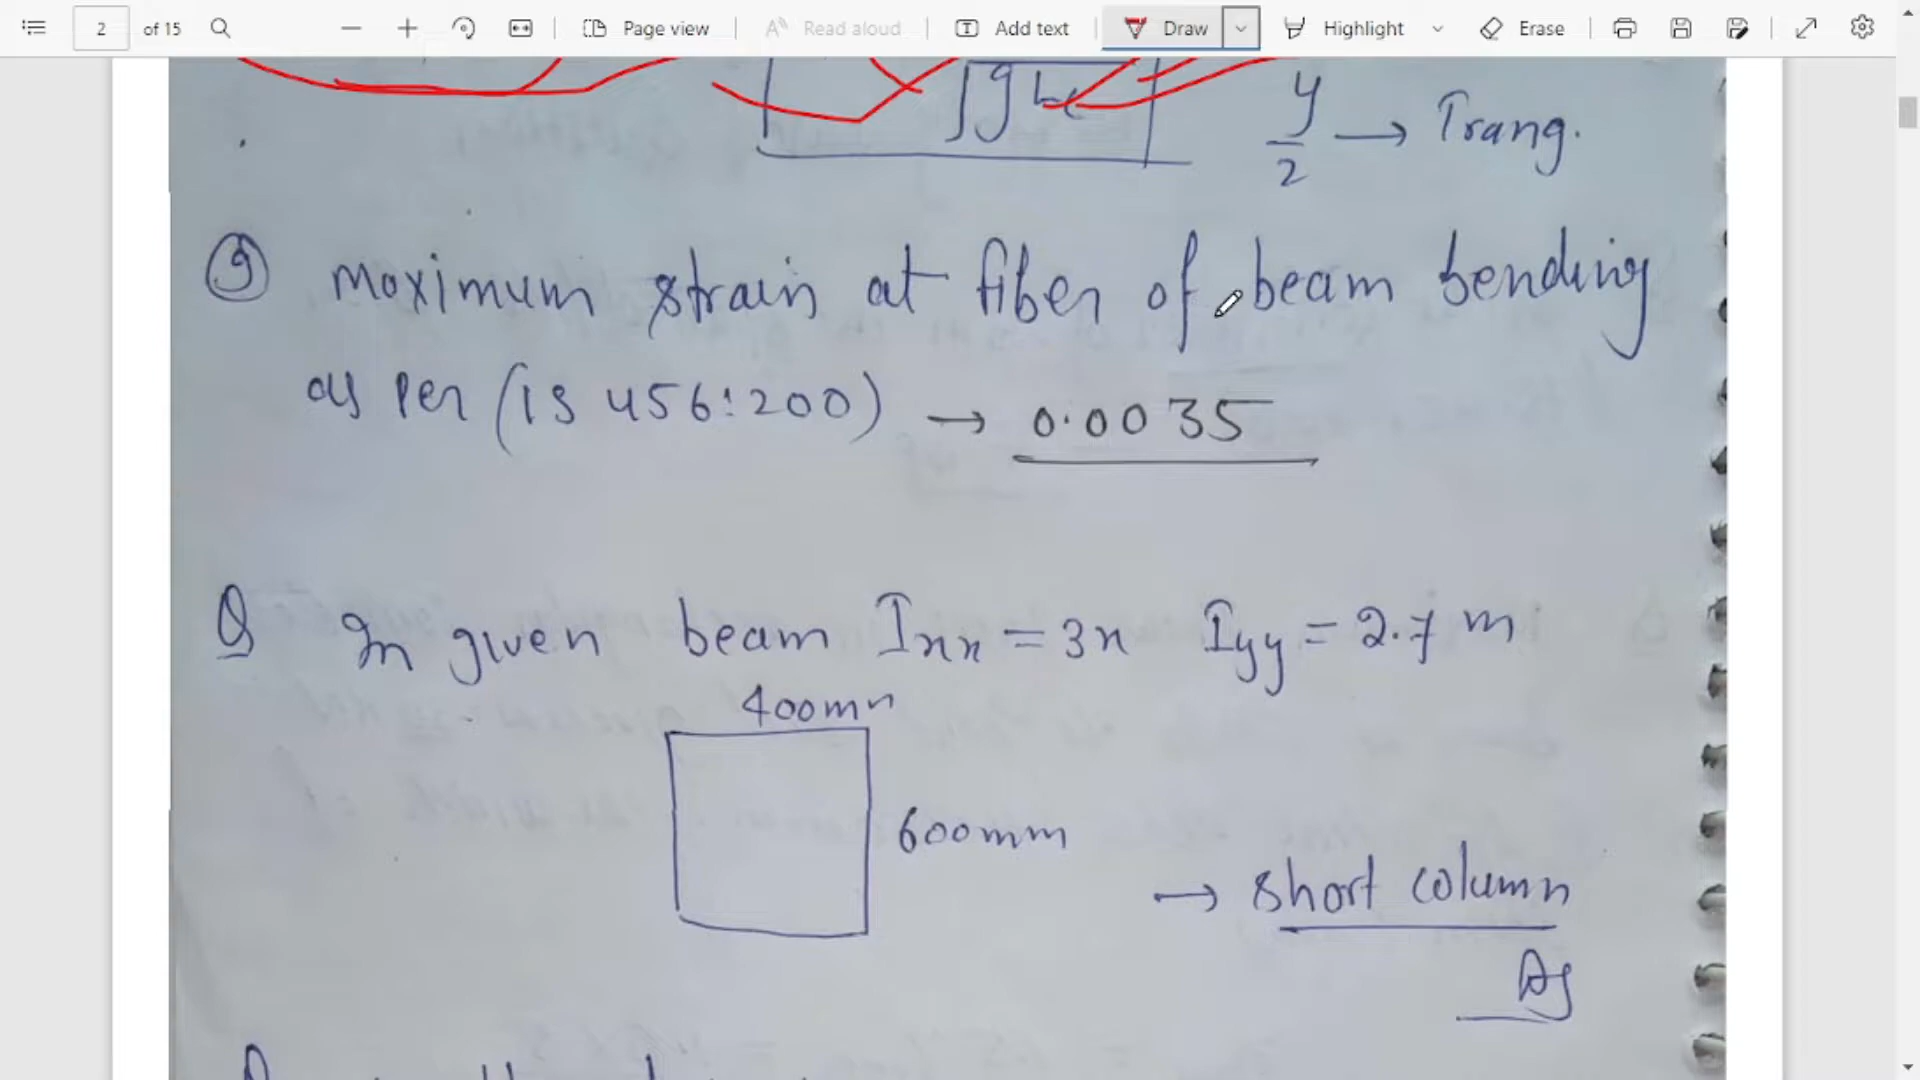 2 of 15 Page view Read aloud Add text Draw Highlight Erase
y/2 → Trang.
9 Maximum strain at fiber of beam bending
as per (IS 456:200) → 0.0035
Q In given beam Ixx = 3x Iyy = 2.7 m
400mm
600mm
→ short column